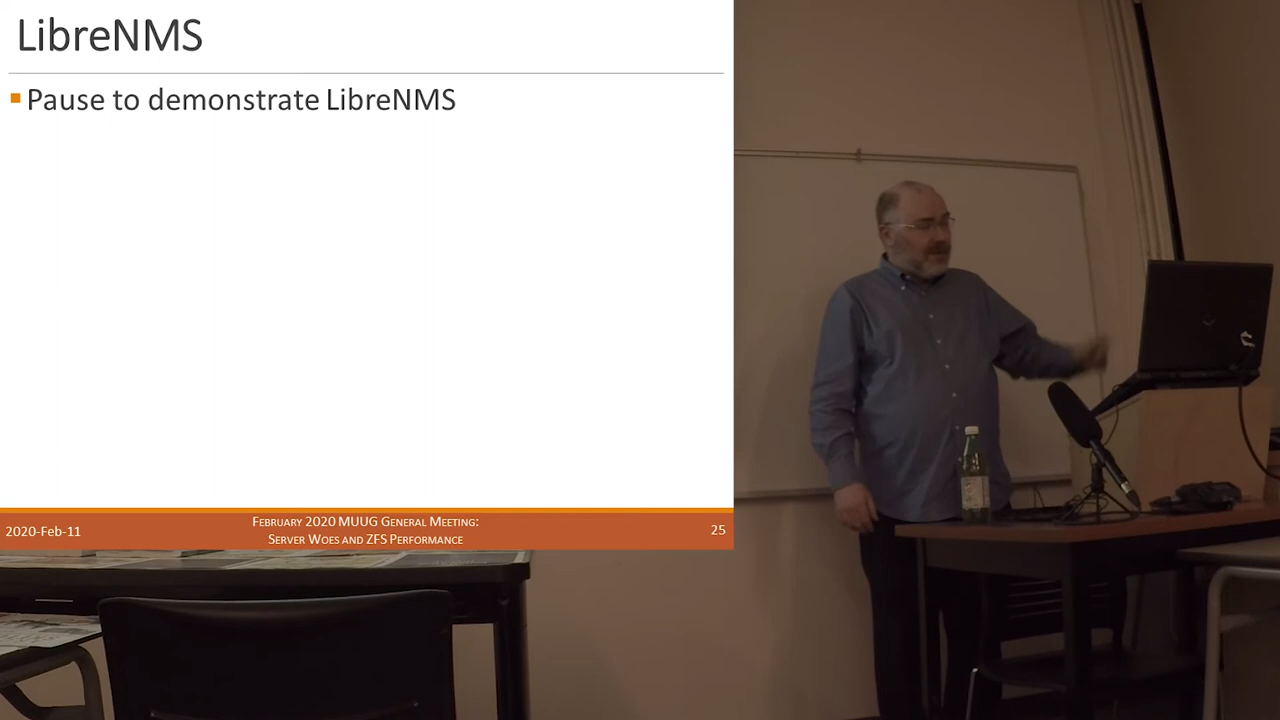 LibreNMS
Pause to demonstrate LibreNMS
2020-Feb-11
February 2020 MUUG General Meeting:
Server Woes and ZFS Performance
25